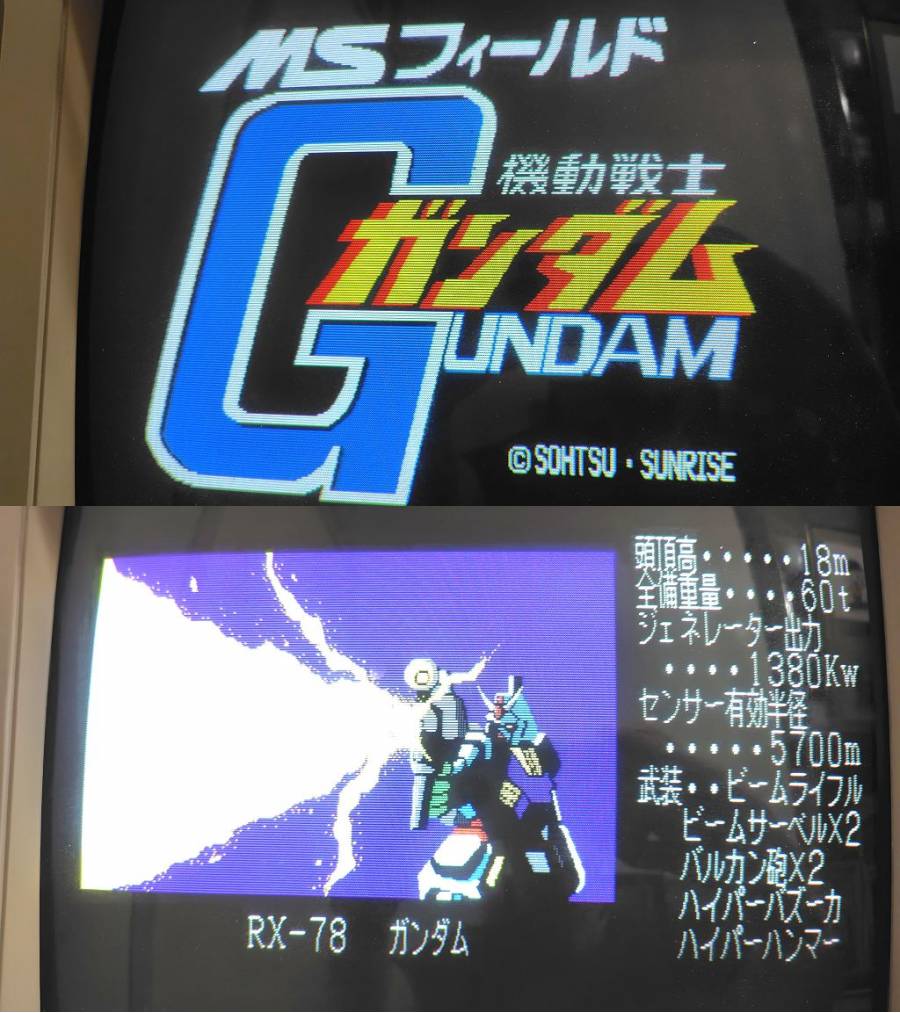 MSフィールド
機動戦士
ガンダム
GUNDAM
© SOHTSU・SUNRISE
頭頂高・・・・・18m
全備重量・・・・60t
ジェネレーター出力
・・・・1380Kw
センサー有効半径
・・・・・5700m
武装・・ビームライフル
ビームサーベルX2
バルカン砲X2
ハイパーバズーカ
ハイパーハンマー
RX-78 ガンダム